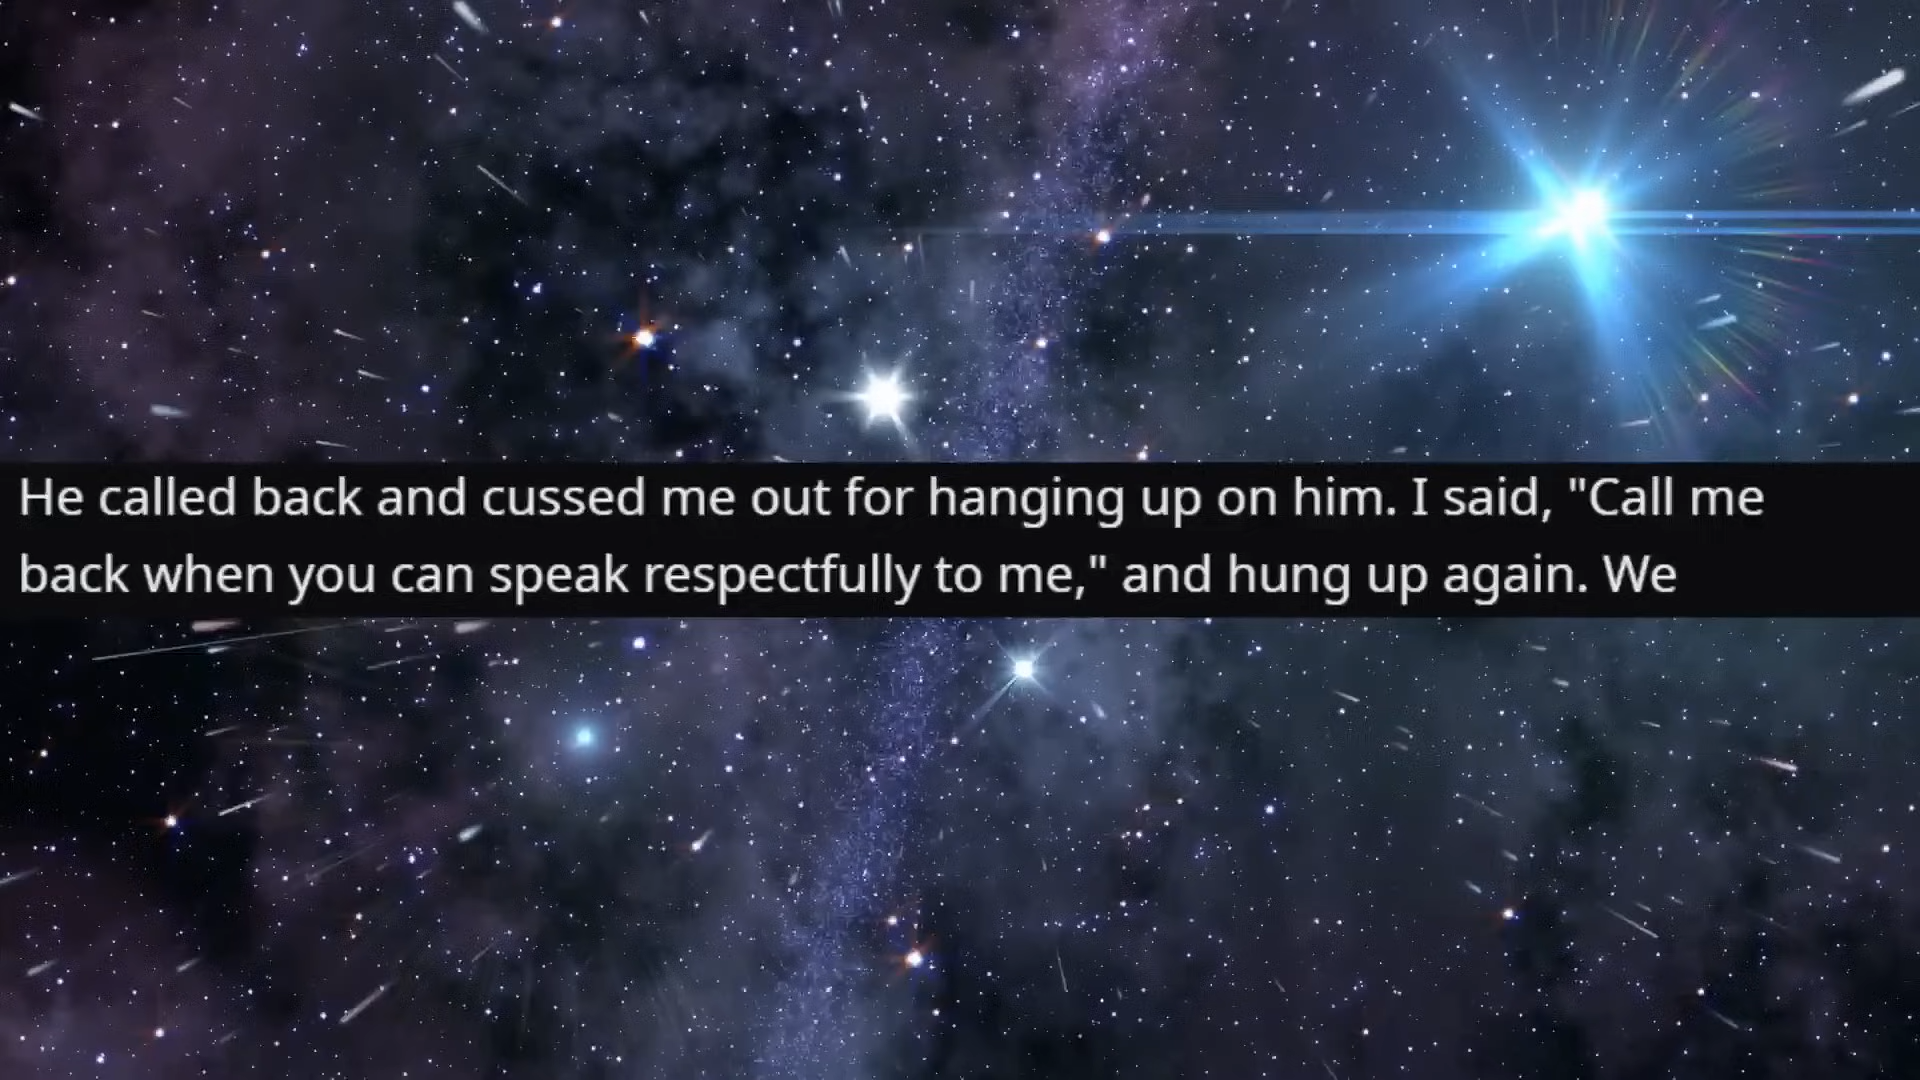 He called back and cussed me out for hanging up on him. I said, "Call me
back when you can speak respectfully to me," and hung up again. We